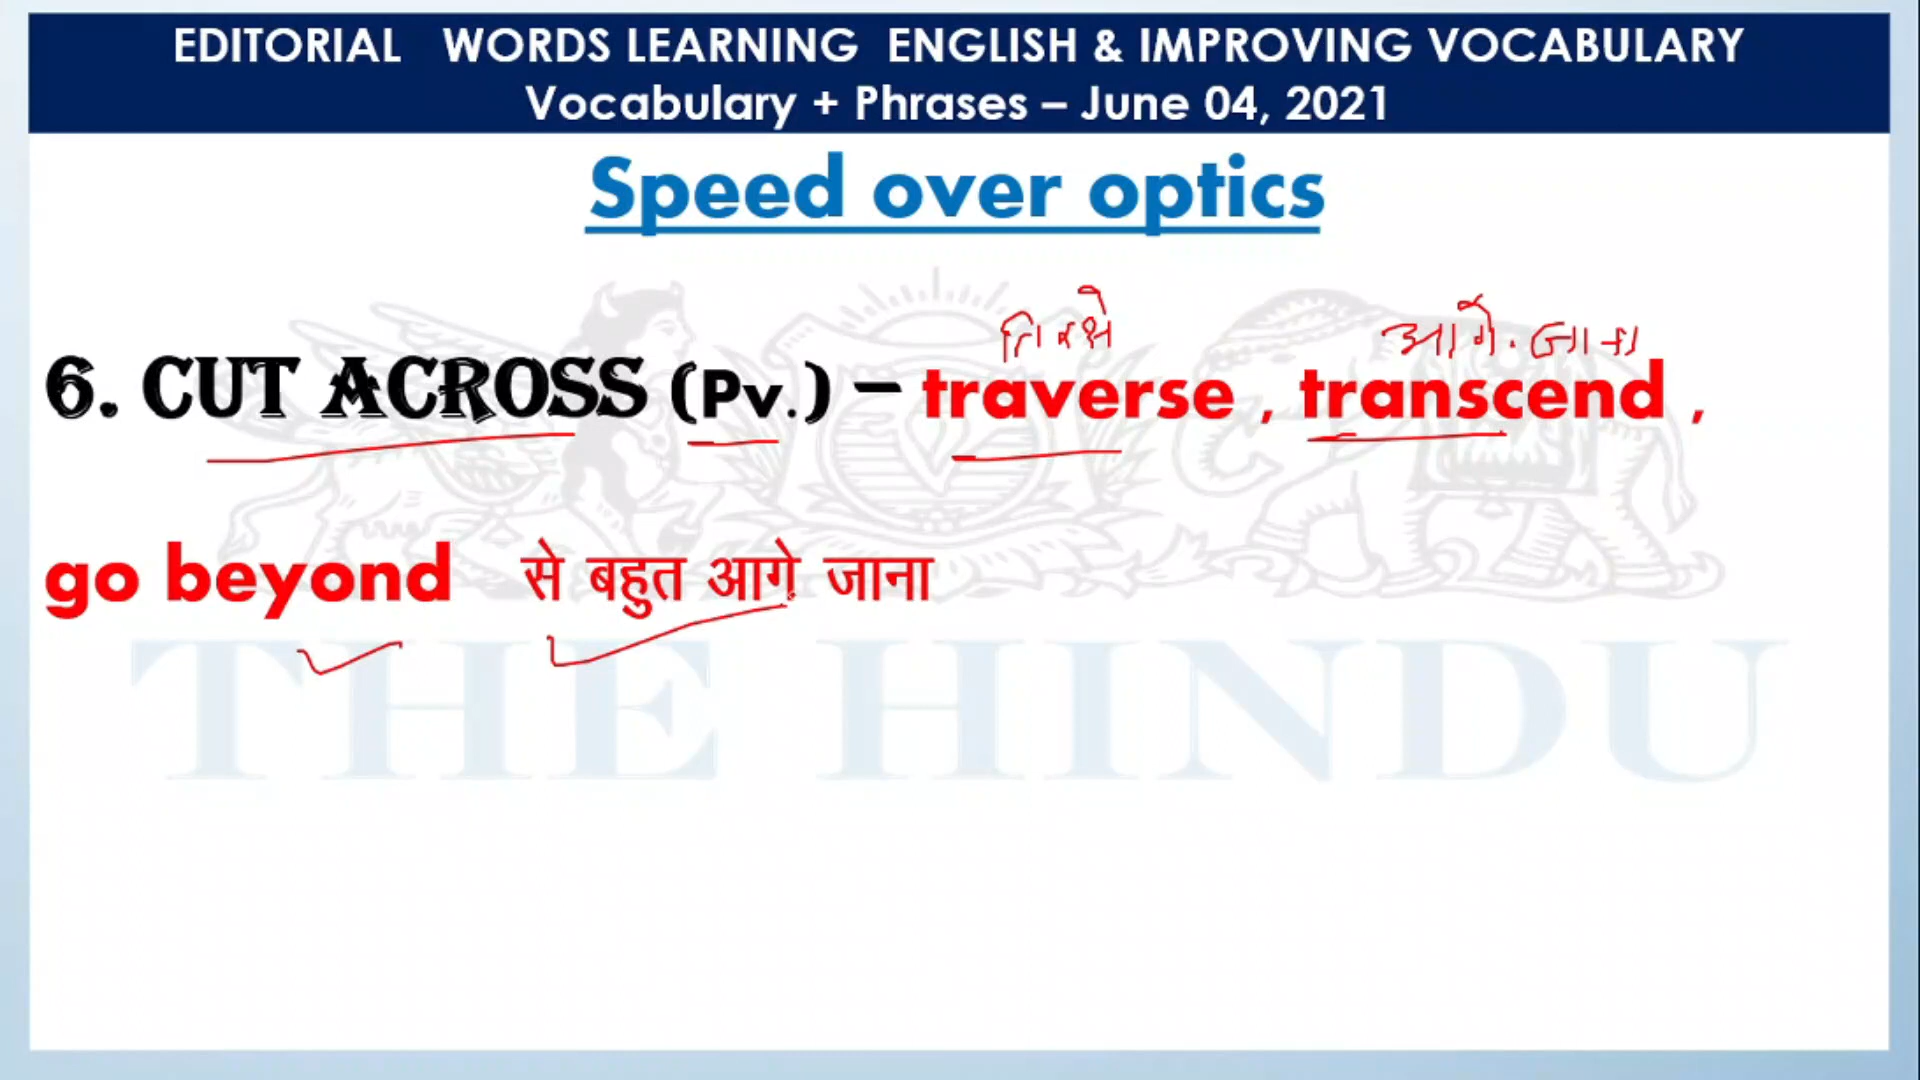 EDITORIAL WORDS LEARNING ENGLISH & IMPROVING VOCABULARY
Vocabulary + Phrases – June 04, 2021
Speed over optics
आगे जाना
6. CUT ACROSS (Pv.) – traverse , transcend ,
go beyond से बहुत आगे जाना
THE HINDU